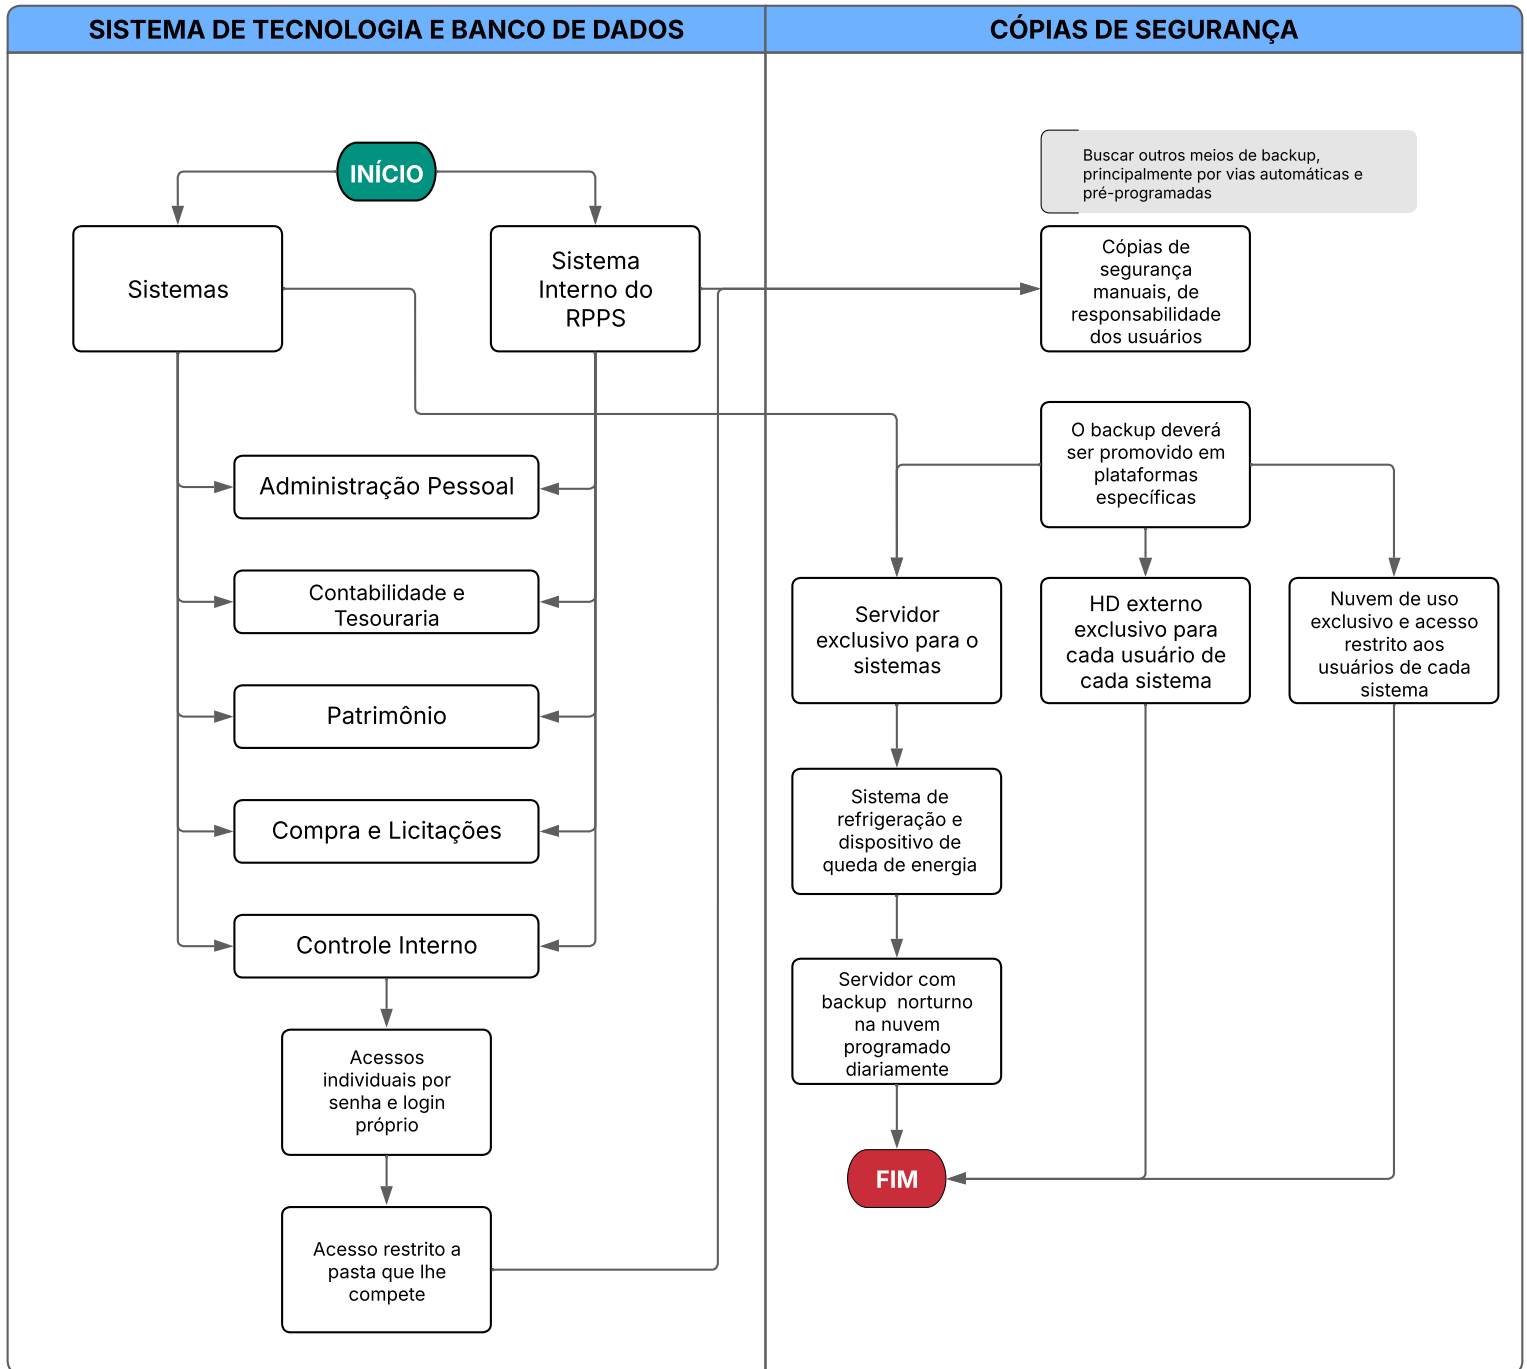 SISTEMA DE TECNOLOGIA E BANCO DE DADOS
CÓPIAS DE SEGURANÇA
INÍCIO
Sistemas
Sistema
Interno do
RPPS
Administração Pessoal
Contabilidade e
Tesouraria
Patrimônio
Compra e Licitações
Controle Interno
Acessos
individuais por
senha e login
próprio
Acesso restrito a
pasta que lhe
compete
Buscar outros meios de backup,
principalmente por vias automáticas e
pré-programadas
Cópias de
segurança
manuais, de
responsabilidade
dos usuários
O backup deverá
ser promovido em
plataformas
específicas
Servidor
exclusivo para o
sistemas
HD externo
exclusivo para
cada usuário de
cada sistema
Nuvem de uso
exclusivo e acesso
restrito aos
usuários de cada
sistema
Sistema de
refrigeração e
dispositivo de
queda de energia
Servidor com
backup  norturno
na nuvem
programado
diariamente
FIM